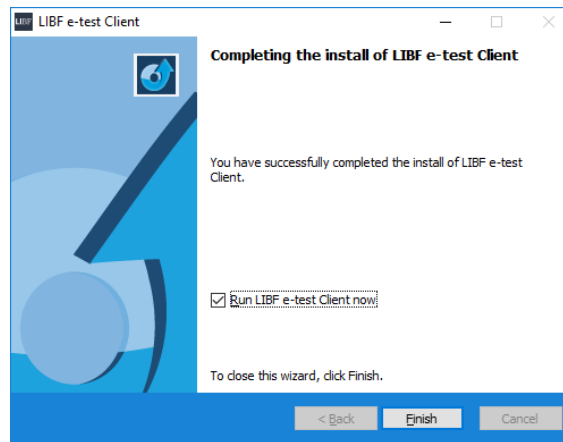 LIBF LIBF e-test Client
Completing the install of LIBF e-test Client
You have successfully completed the install of LIBF e-test
Client.
Run LIBF e-test Client now
To close this wizard, click Finish.
< Back Finish Cancel